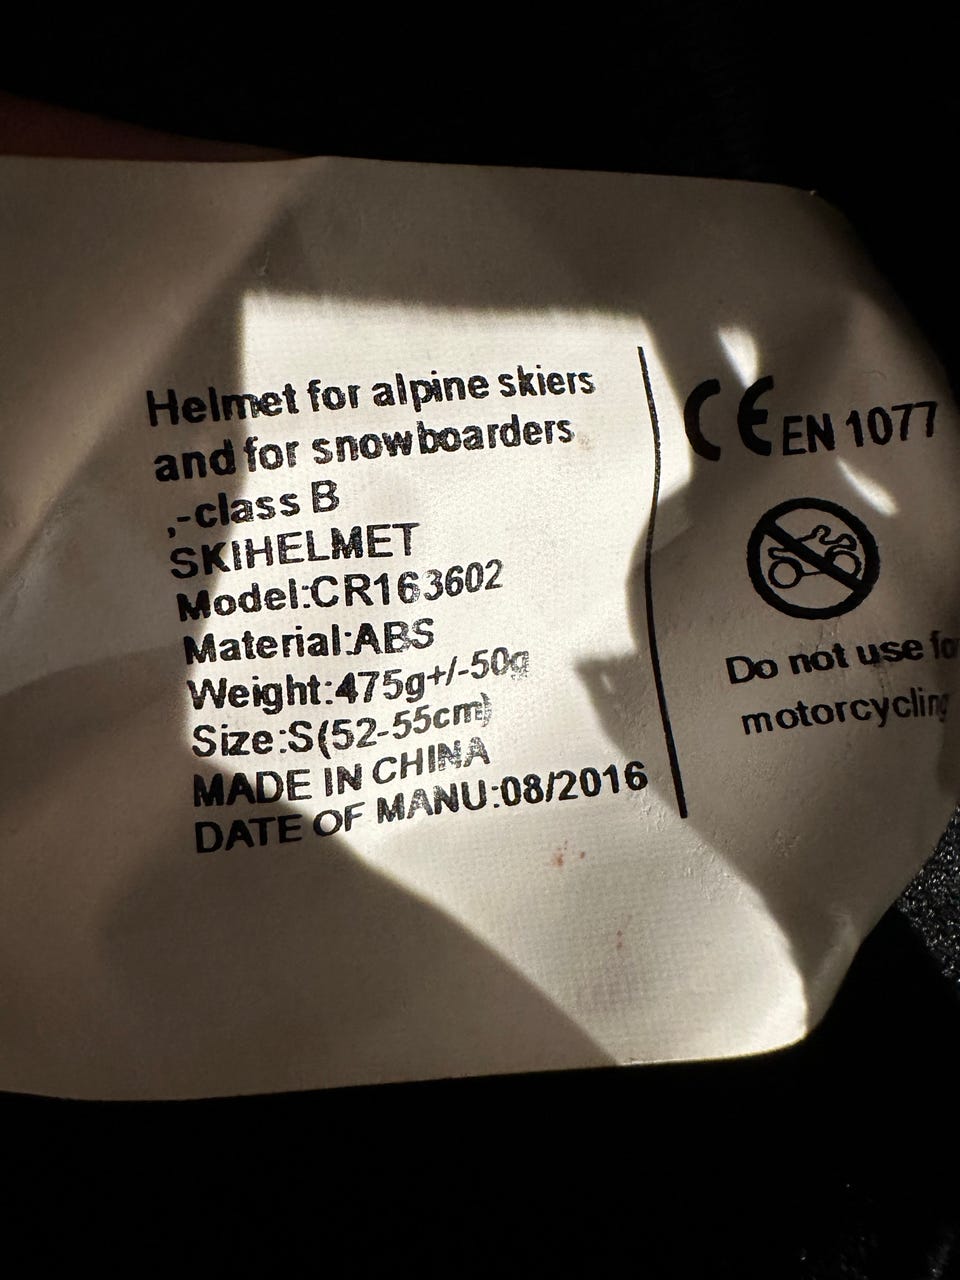 Helmet for alpine skiers
and for snowboarders
,-class B
SKIHELMET
Model:CR163602
Material:ABS
Weight:475g+/-50g
Size:S(52-55cm)
MADE IN CHINA
DATE OF MANU:08/2016
CE EN 1077
Do not use fo
motorcycling